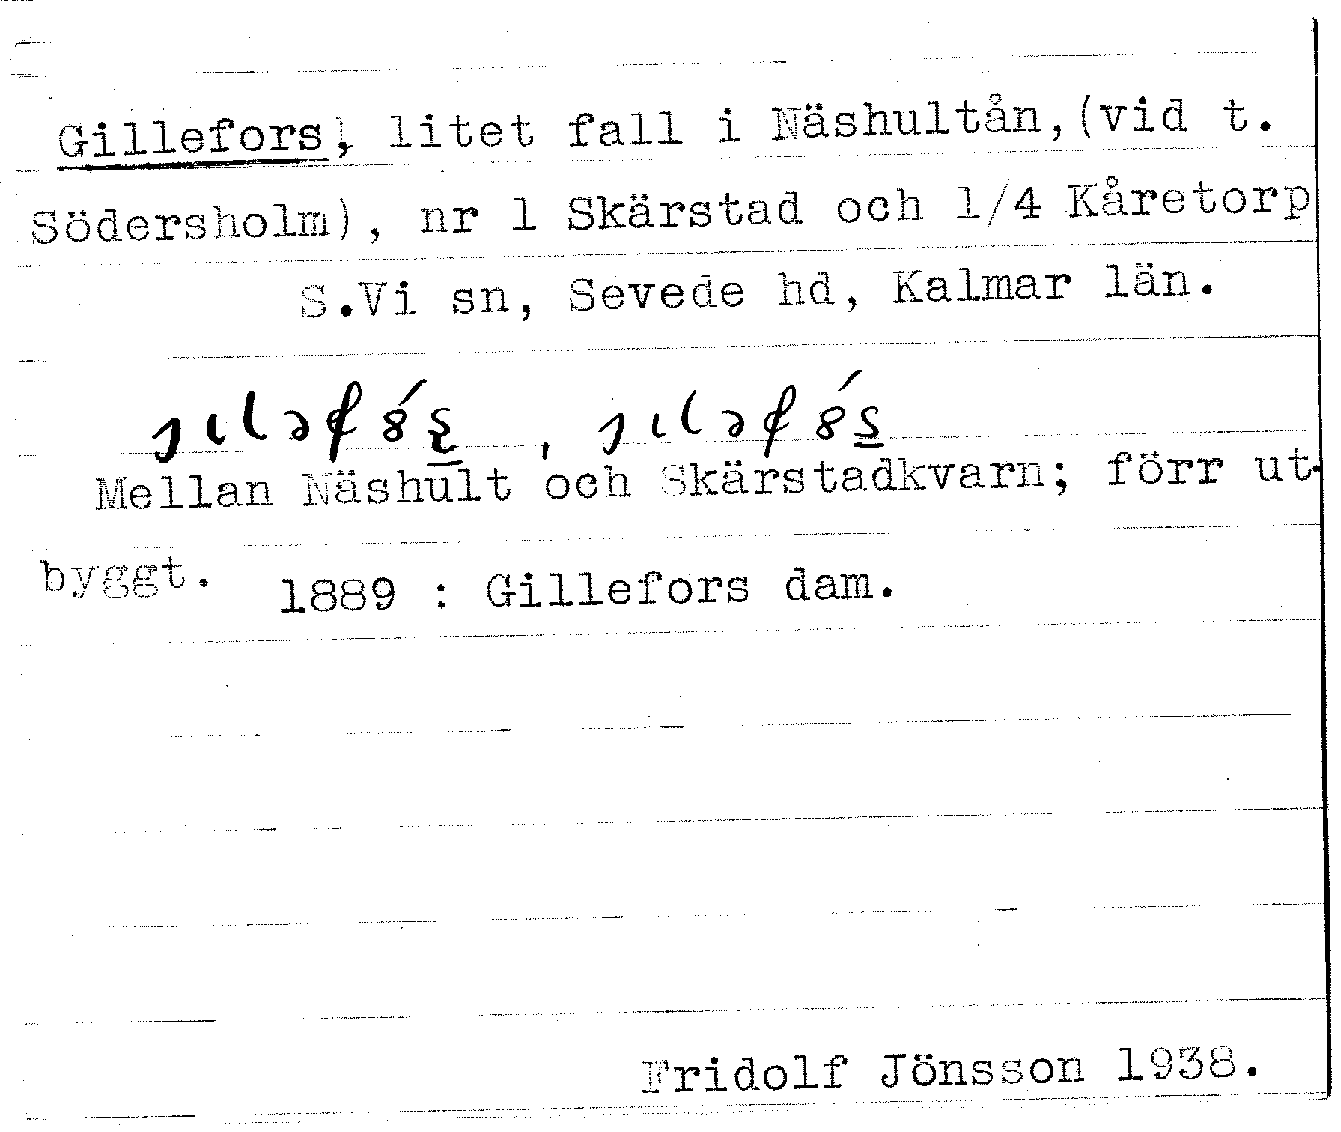 Gillefors, litet fall i Näshultån,(vid t.
Södersholm), nr 1 Skärstad och 1/4 Kåretorp
S.Vi sn, Sevede hd, Kalmar län.
Mellan Näshult och Skärstadkvarn; förr ut-
byggt. 1889 : Gillefors dam.
Fridolf Jönsson 1938.